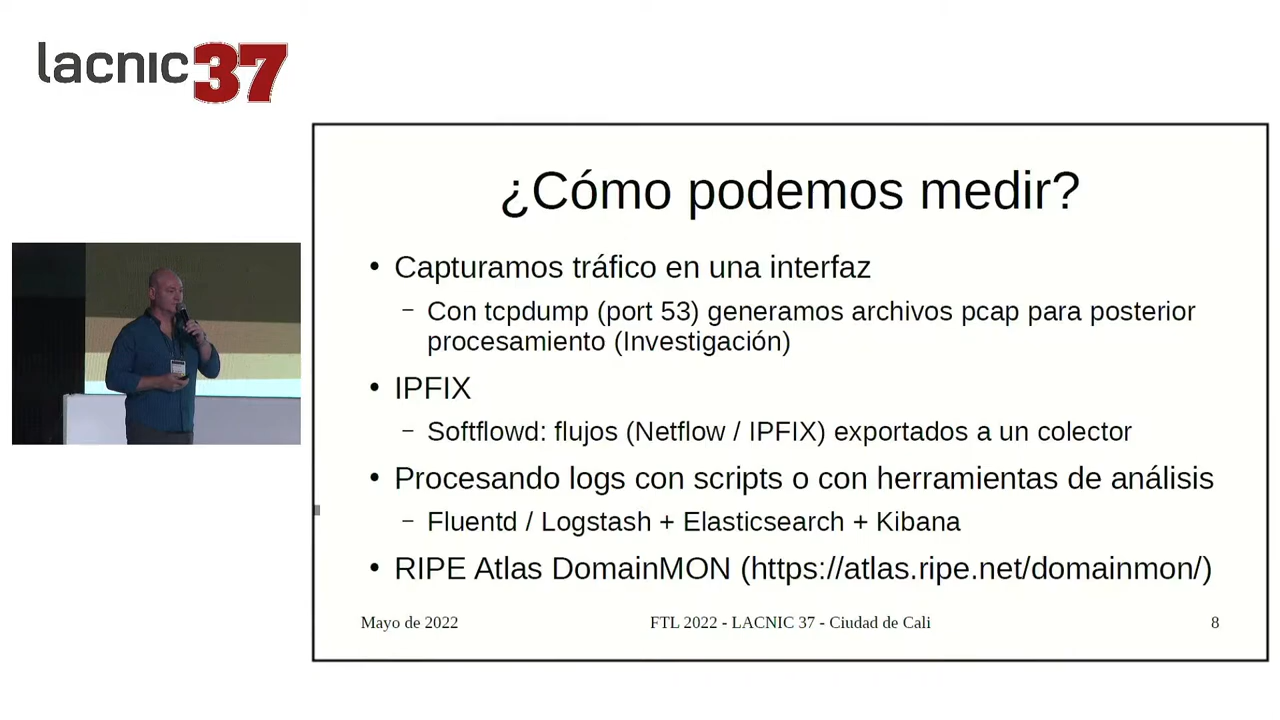 lacnic37
¿Cómo podemos medir?
• Capturamos tráfico en una interfaz
– Con tcpdump (port 53) generamos archivos pcap para posterior
procesamiento (Investigación)
• IPFIX
– Softflowd: flujos (Netflow / IPFIX) exportados a un colector
• Procesando logs con scripts o con herramientas de análisis
– Fluentd / Logstash + Elasticsearch + Kibana
• RIPE Atlas DomainMON (https://atlas.ripe.net/domainmon/)
Mayo de 2022
FTL 2022 - LACNIC 37 - Ciudad de Cali
8